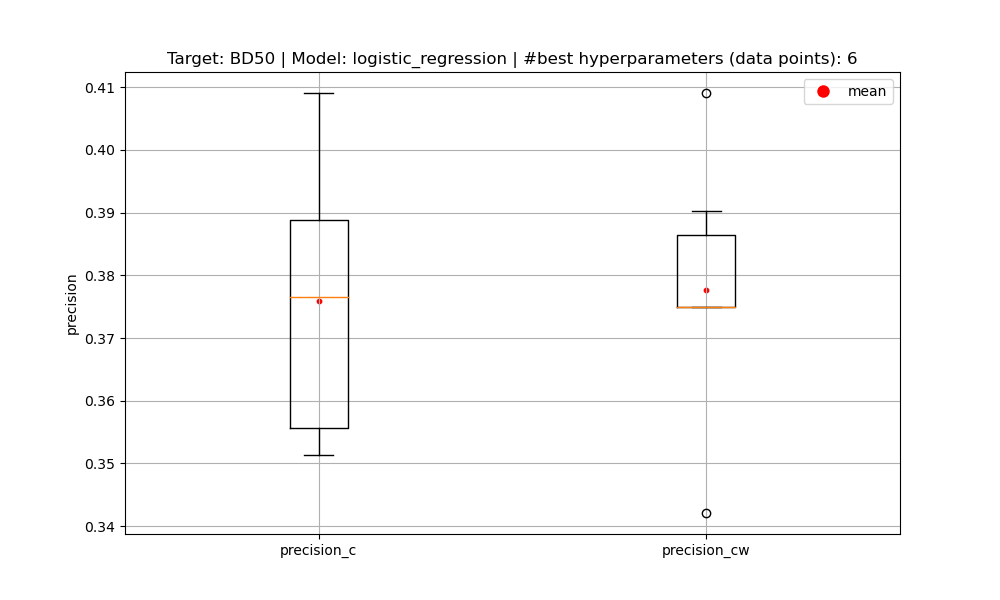 Target: BD50 | Model: logistic_regression | #best hyperparameters (data points): 6
mean
precision
0.41
0.40
0.39
0.38
0.37
0.36
0.35
0.34
precision_c
precision_cw